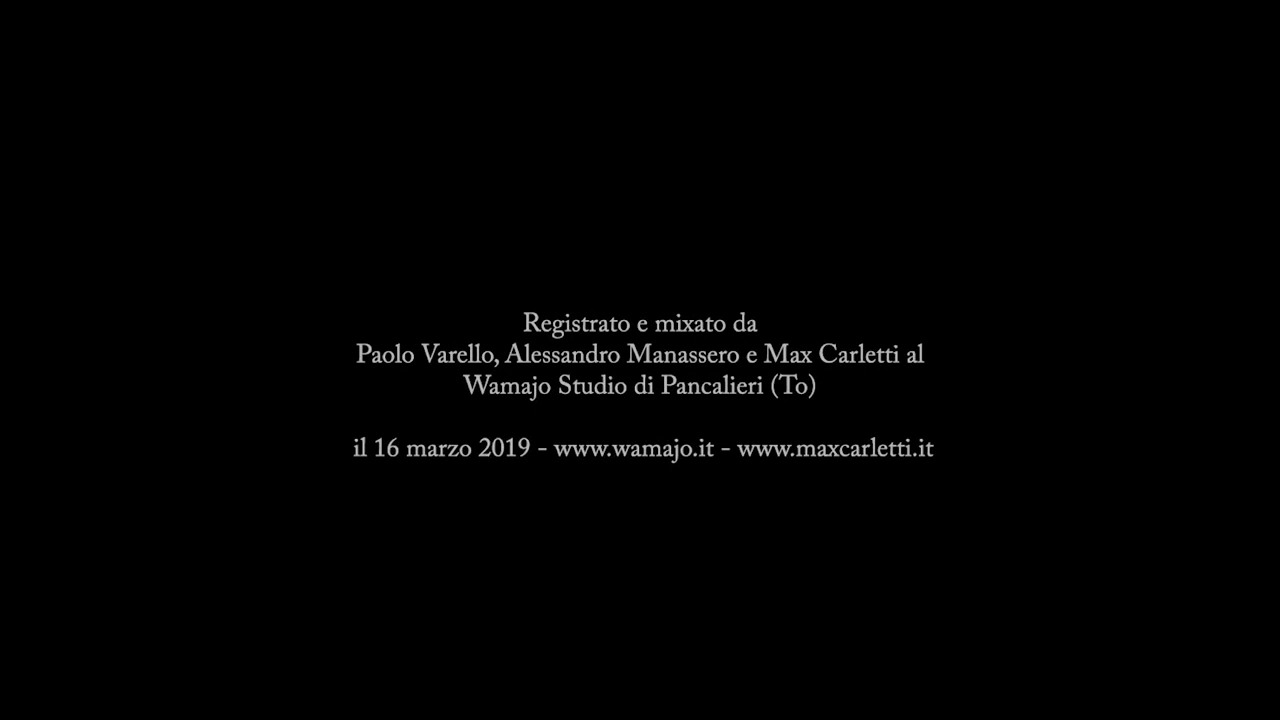 Registrato e mixato da
Paolo Varello, Alessandro Manassero e Max Carletti al
Wamajo Studio di Pancalieri (To)
il 16 marzo 2019 - www.wamajo.it - www.maxcarletti.it